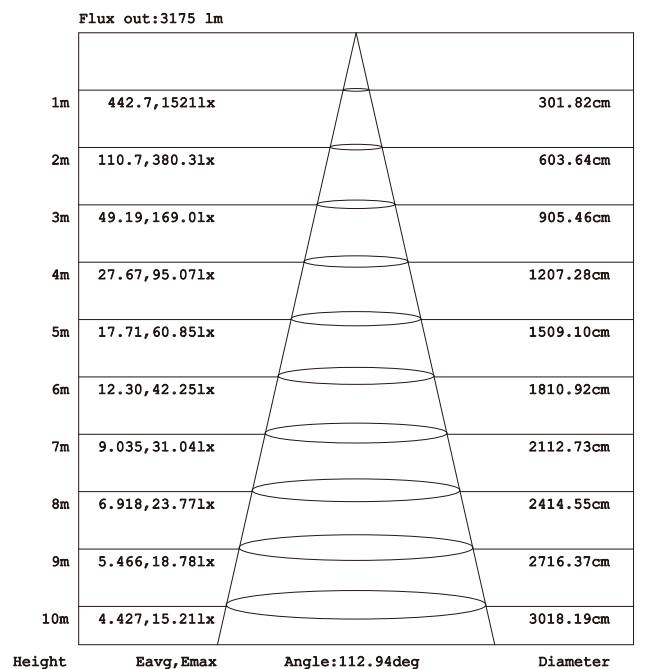 Flux out:3175 lm
1m 442.7,1521lx 301.82cm
2m 110.7,380.3lx 603.64cm
3m 49.19,169.0lx 905.46cm
4m 27.67,95.07lx 1207.28cm
5m 17.71,60.85lx 1509.10cm
6m 12.30,42.25lx 1810.92cm
7m 9.035,31.04lx 2112.73cm
8m 6.918,23.77lx 2414.55cm
9m 5.466,18.78lx 2716.37cm
10m 4.427,15.21lx 3018.19cm
Height Eavg,Emax Angle:112.94deg Diameter